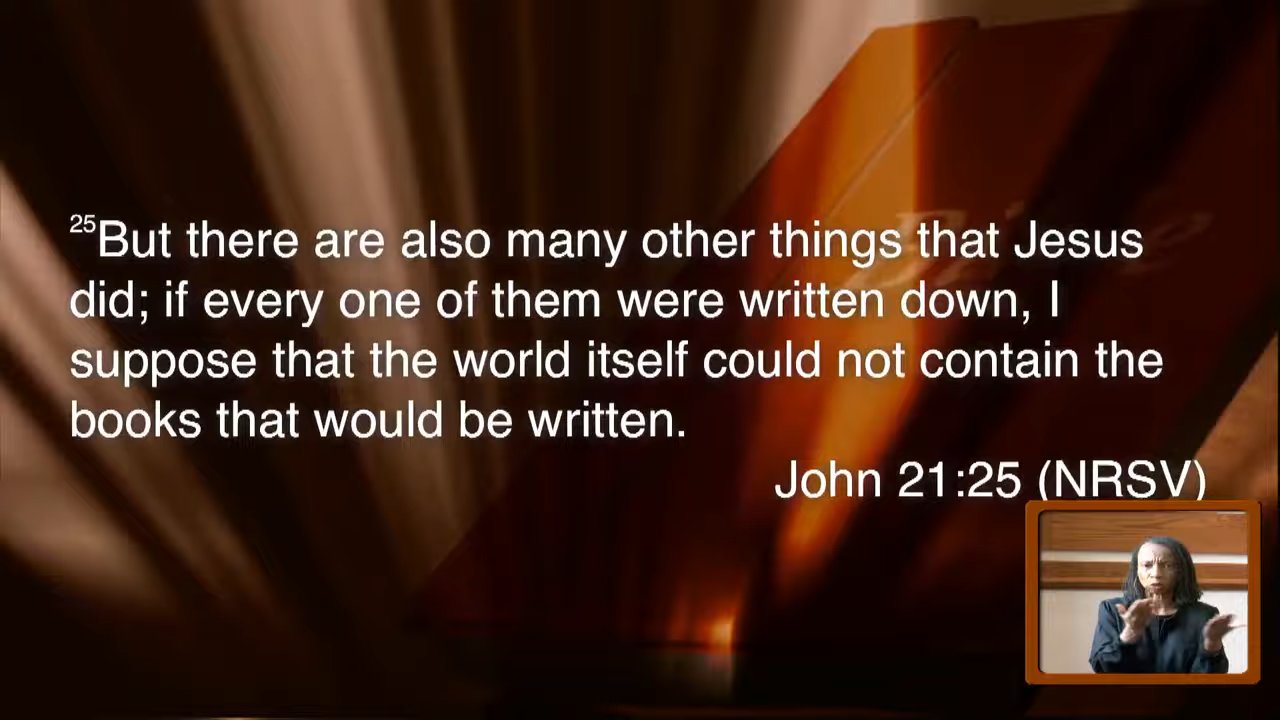 25But there are also many other things that Jesus
did; if every one of them were written down, I
suppose that the world itself could not contain the
books that would be written.
John 21:25 (NRSV)